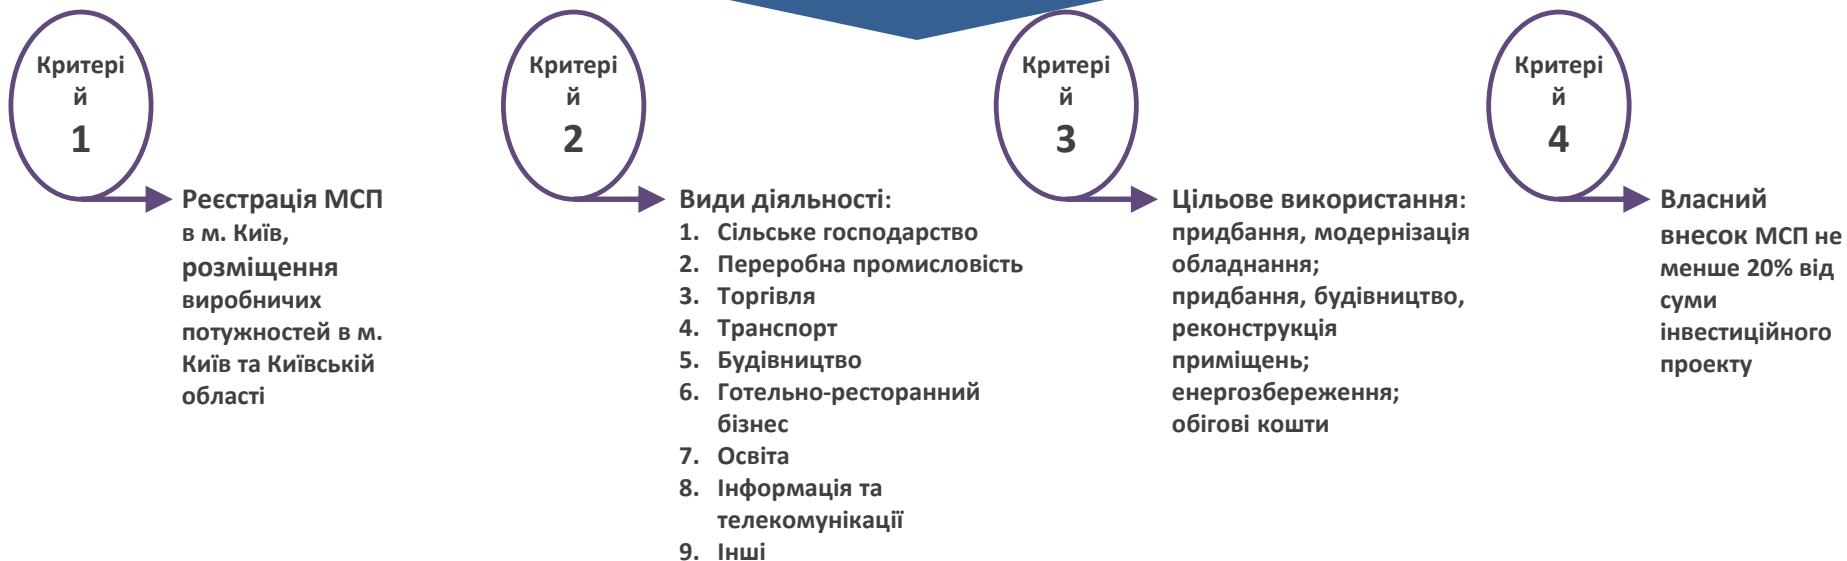 Критері
й
1
Реєстрація МСП
в м. Київ,
розміщення
виробничих
потужностей в м.
Київ та Київській
області
Критері
й
2
Види діяльності:
1. Сільське господарство
2. Переробна промисловість
3. Торгівля
4. Транспорт
5. Будівництво
6. Готельно-ресторанний
бізнес
7. Освіта
8. Інформація та
телекомунікації
9. Інші
Критері
й
3
Цільове використання:
придбання, модернізація
обладнання;
придбання, будівництво,
реконструкція
приміщень;
енергозбереження;
обігові кошти
Критері
й
4
Власний
внесок МСП не
менше 20% від
суми
інвестиційного
проекту